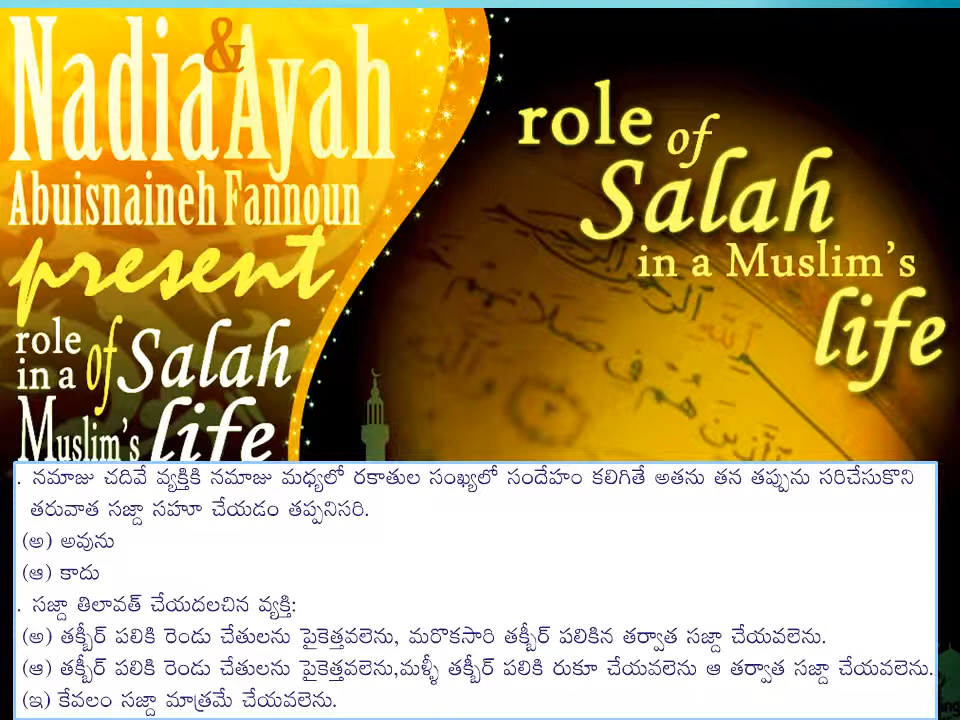 Nadia & Ayah
Abuisnaineh Fannoun
present
role of Salah
in a
Muslim's life
role of
Salah
in a Muslim's
life
. నమాజు చదివే వ్యక్తికి నమాజు మధ్యలో రకాతుల సంఖ్యలో సందేహం కలిగితే అతను తన తప్పును సరిచేసుకొని
తరువాత సజ్దా సహూ చేయడం తప్పనిసరి.
(అ) అవును
(ఆ) కాదు
. సజ్దా తిలావత్ చేయదలచిన వ్యక్తి:
(అ) తక్బీర్ పలికి రెండు చేతులను పైకెత్తవలెను, మరొకసారి తక్బీర్ పలికిన తర్వాత సజ్దా చేయవలెను.
(ఆ) తక్బీర్ పలికి రెండు చేతులను పైకెత్తవలెను,మళ్ళీ తక్బీర్ పలికి రుకూ చేయవలెను ఆ తర్వాత సజ్దా చేయవలెను.
(ఇ) కేవలం సజ్దా మాత్రమే చేయవలెను.